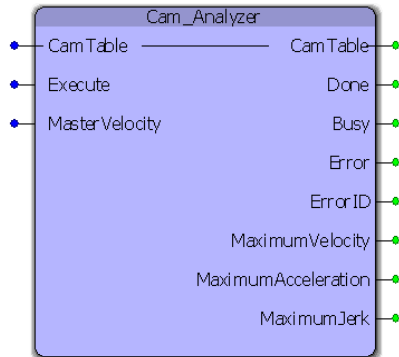 Cam_Analyzer
CamTable CamTable
Execute Done
MasterVelocity Busy
Error
ErrorID
MaximumVelocity
MaximumAcceleration
MaximumJerk